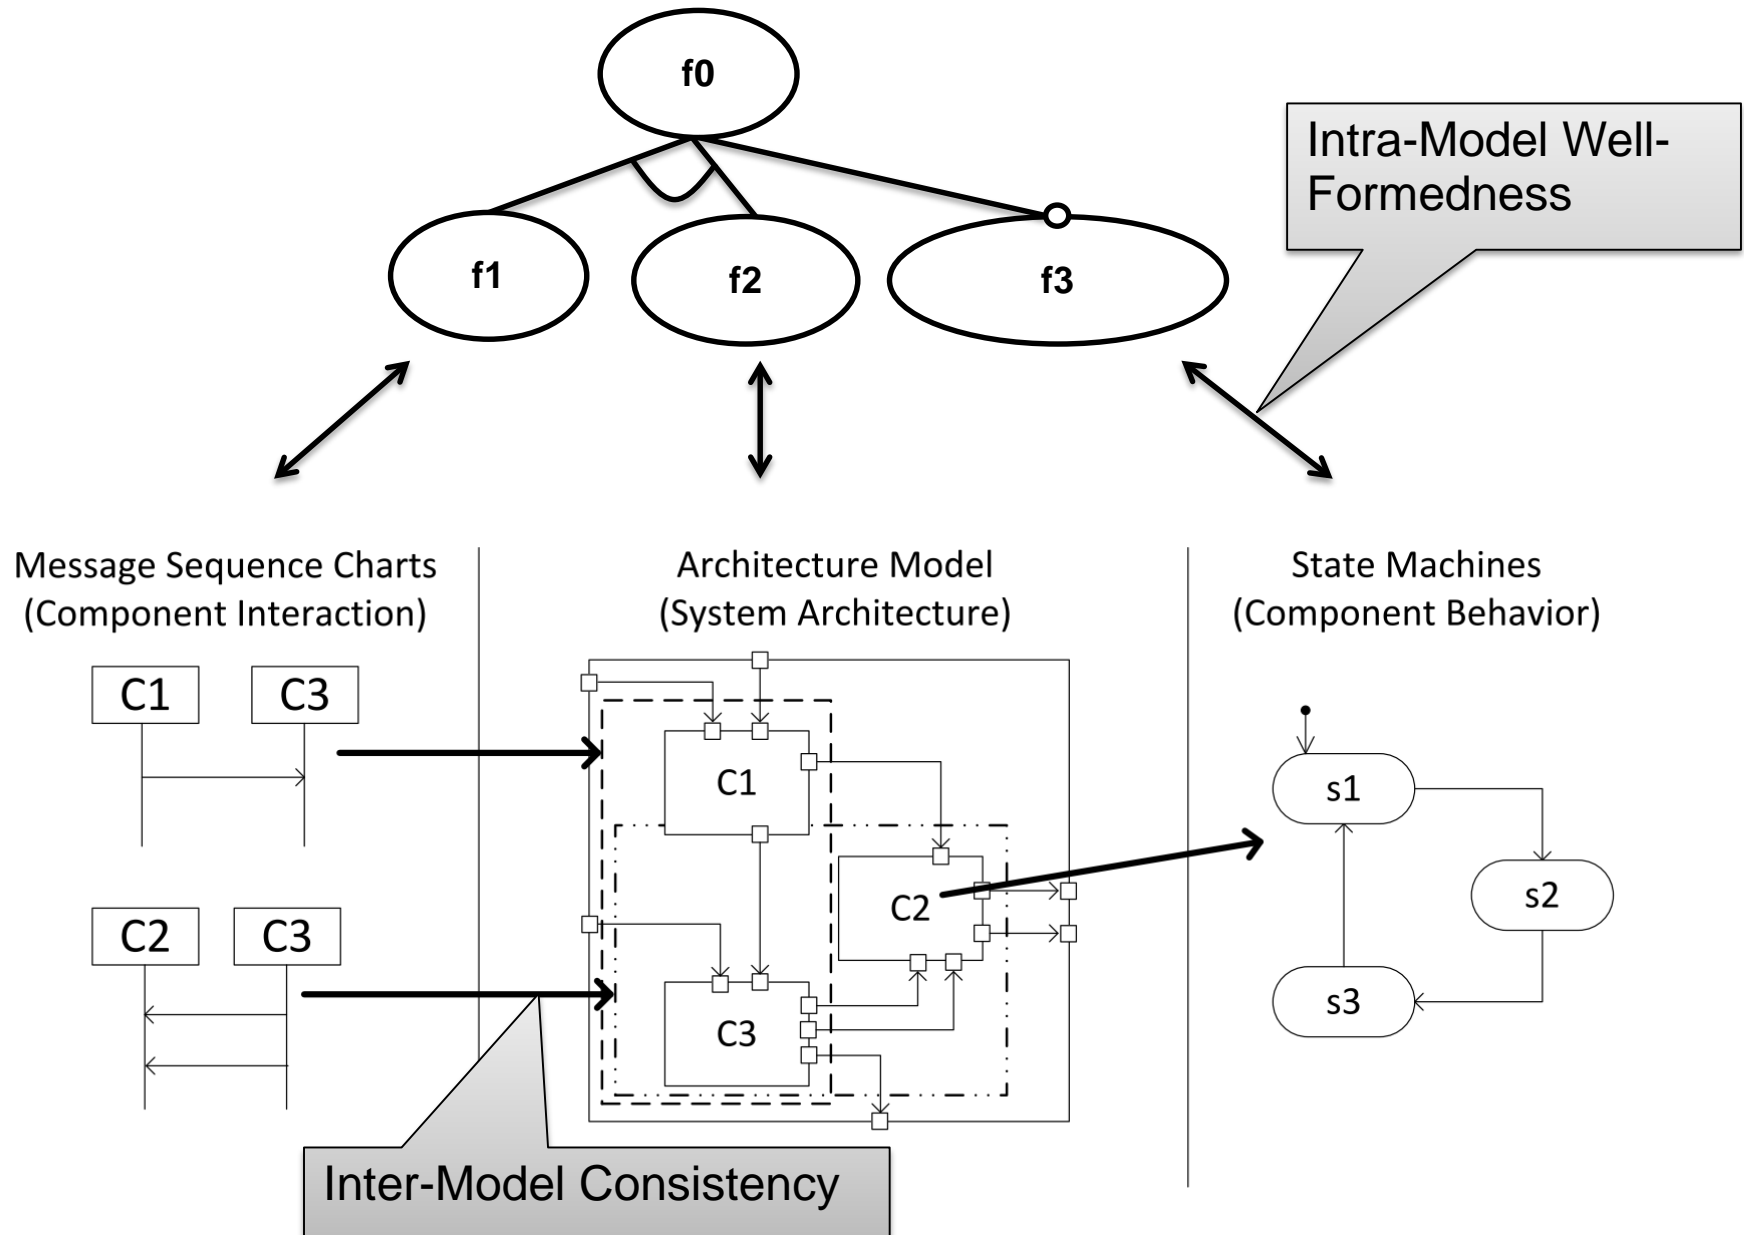 f0
Intra-Model Well-
Formedness
f1
f2
f3
Message Sequence Charts
(Component Interaction)
Architecture Model
(System Architecture)
State Machines
(Component Behavior)
C1
C3
C2
C3
C1
C2
C3
s1
s2
s3
Inter-Model Consistency